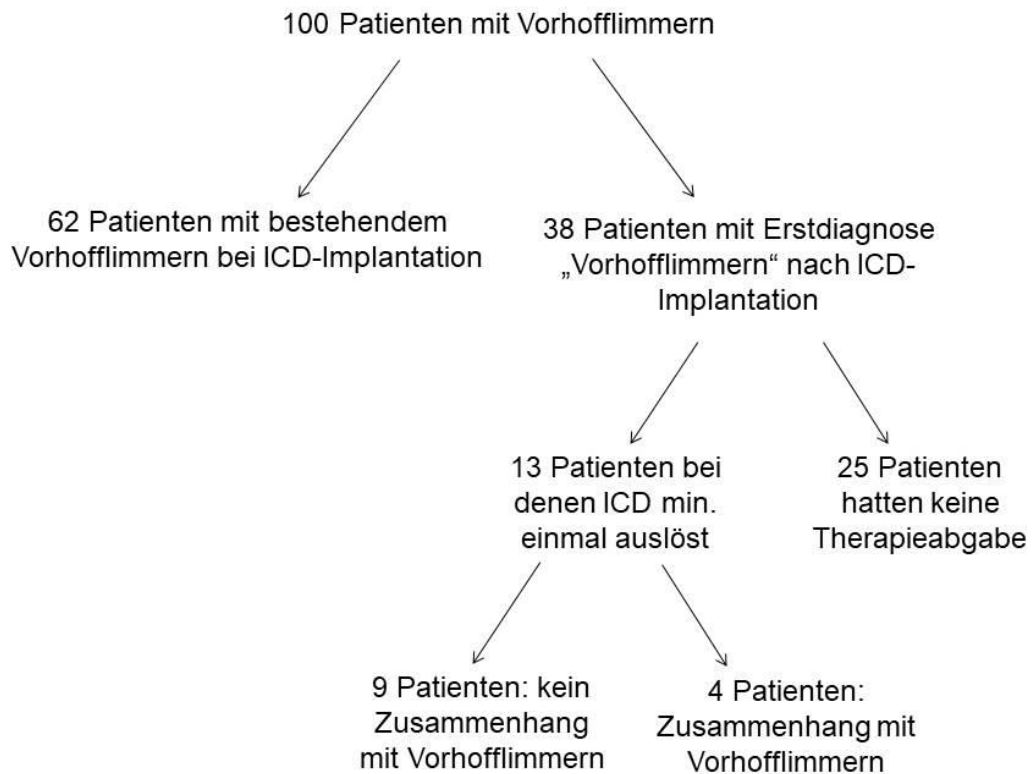 100 Patienten mit Vorhofflimmern
62 Patienten mit bestehendem
Vorhofflimmern bei ICD-Implantation
38 Patienten mit Erstdiagnose
„Vorhofflimmern“ nach ICD-
Implantation
13 Patienten bei
denen ICD min.
einmal auslöst
25 Patienten
hatten keine
Therapieabgabe
9 Patienten: kein
Zusammenhang
mit Vorhofflimmern
4 Patienten:
Zusammenhang mit
Vorhofflimmern